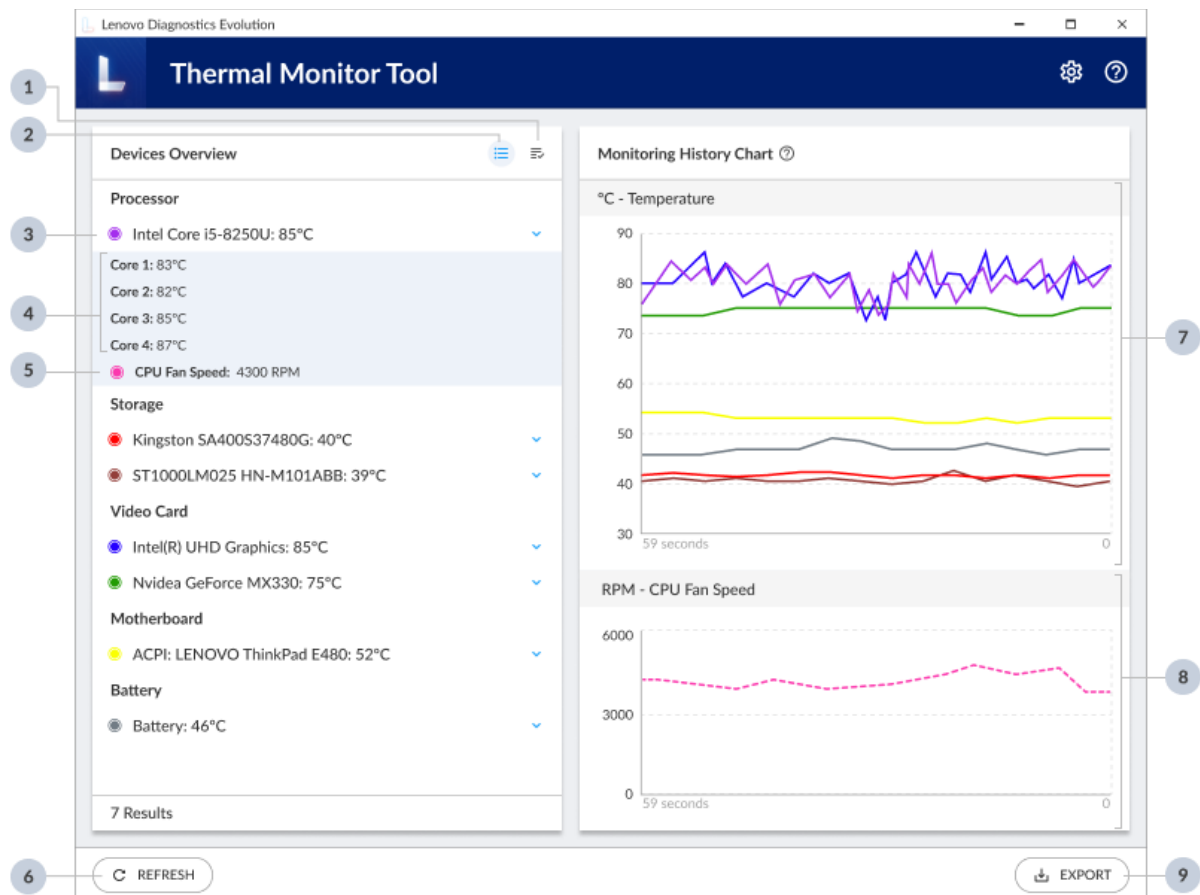 Lenovo Diagnostics Evolution
Thermal Monitor Tool
1
2
Devices Overview
Processor
3
Intel Core i5-8250U: 85°C
Core 1: 83°C
Core 2: 82°C
4
Core 3: 85°C
Core 4: 87°C
5
CPU Fan Speed: 4300 RPM
Storage
Kingston SA400S37480G: 40°C
ST1000LM025 HN-M101ABB: 39°C
Video Card
Intel(R) UHD Graphics: 85°C
Nvidea GeForce MX330: 75°C
Motherboard
ACPI: LENOVO ThinkPad E480: 52°C
Battery
Battery: 46°C
7 Results
6
REFRESH
Monitoring History Chart
°C - Temperature
90
80
70
60
50
40
30
59 seconds
0
7
RPM - CPU Fan Speed
6000
3000
0
59 seconds
0
8
EXPORT
9